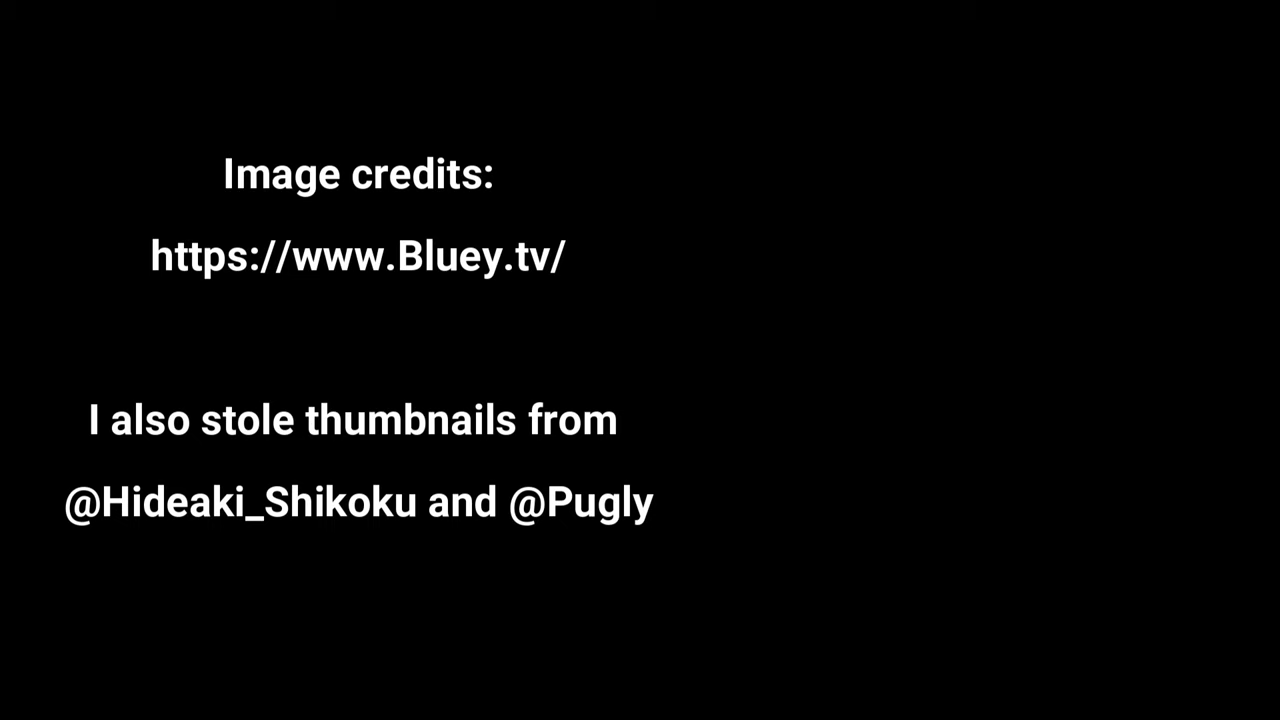 Image credits:
https://www.Bluey.tv/
I also stole thumbnails from
@Hideaki_Shikoku and @Pugly